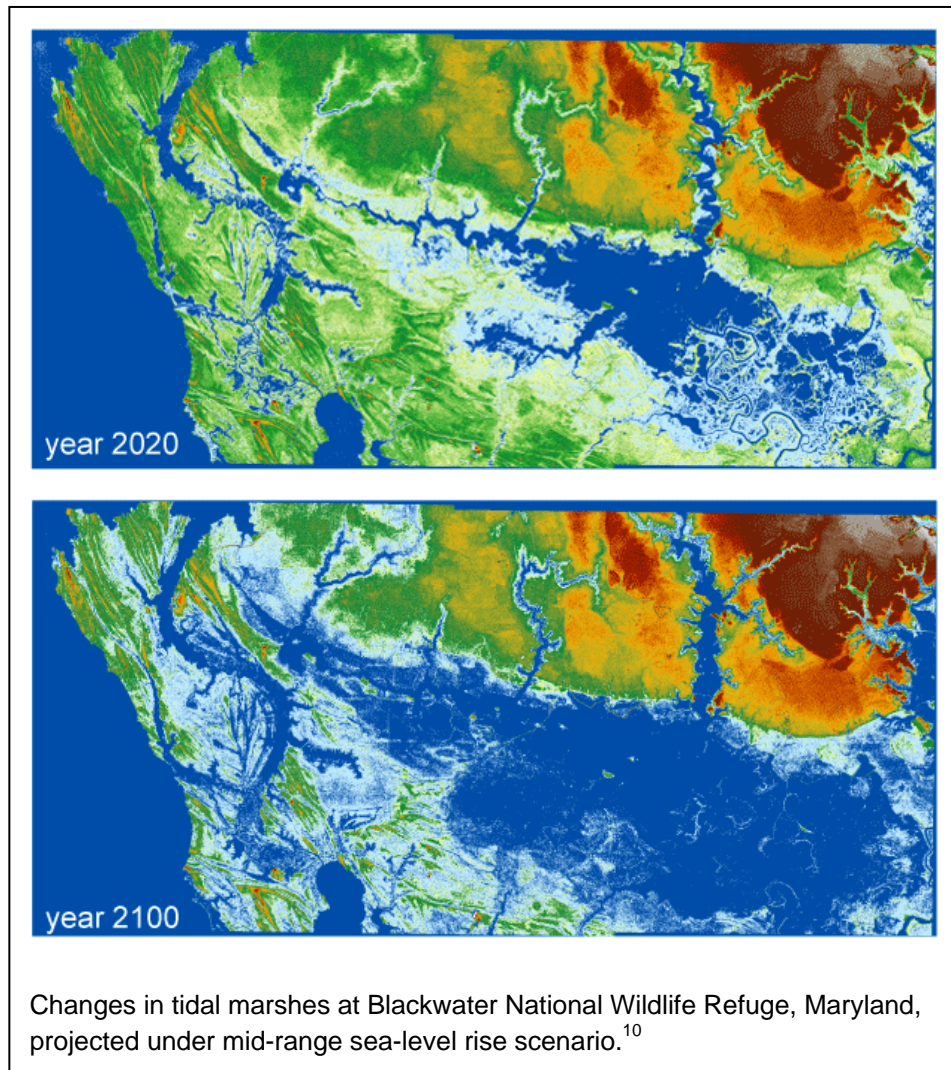 year 2020
year 2100
Changes in tidal marshes at Blackwater National Wildlife Refuge, Maryland,
projected under mid-range sea-level rise scenario.10